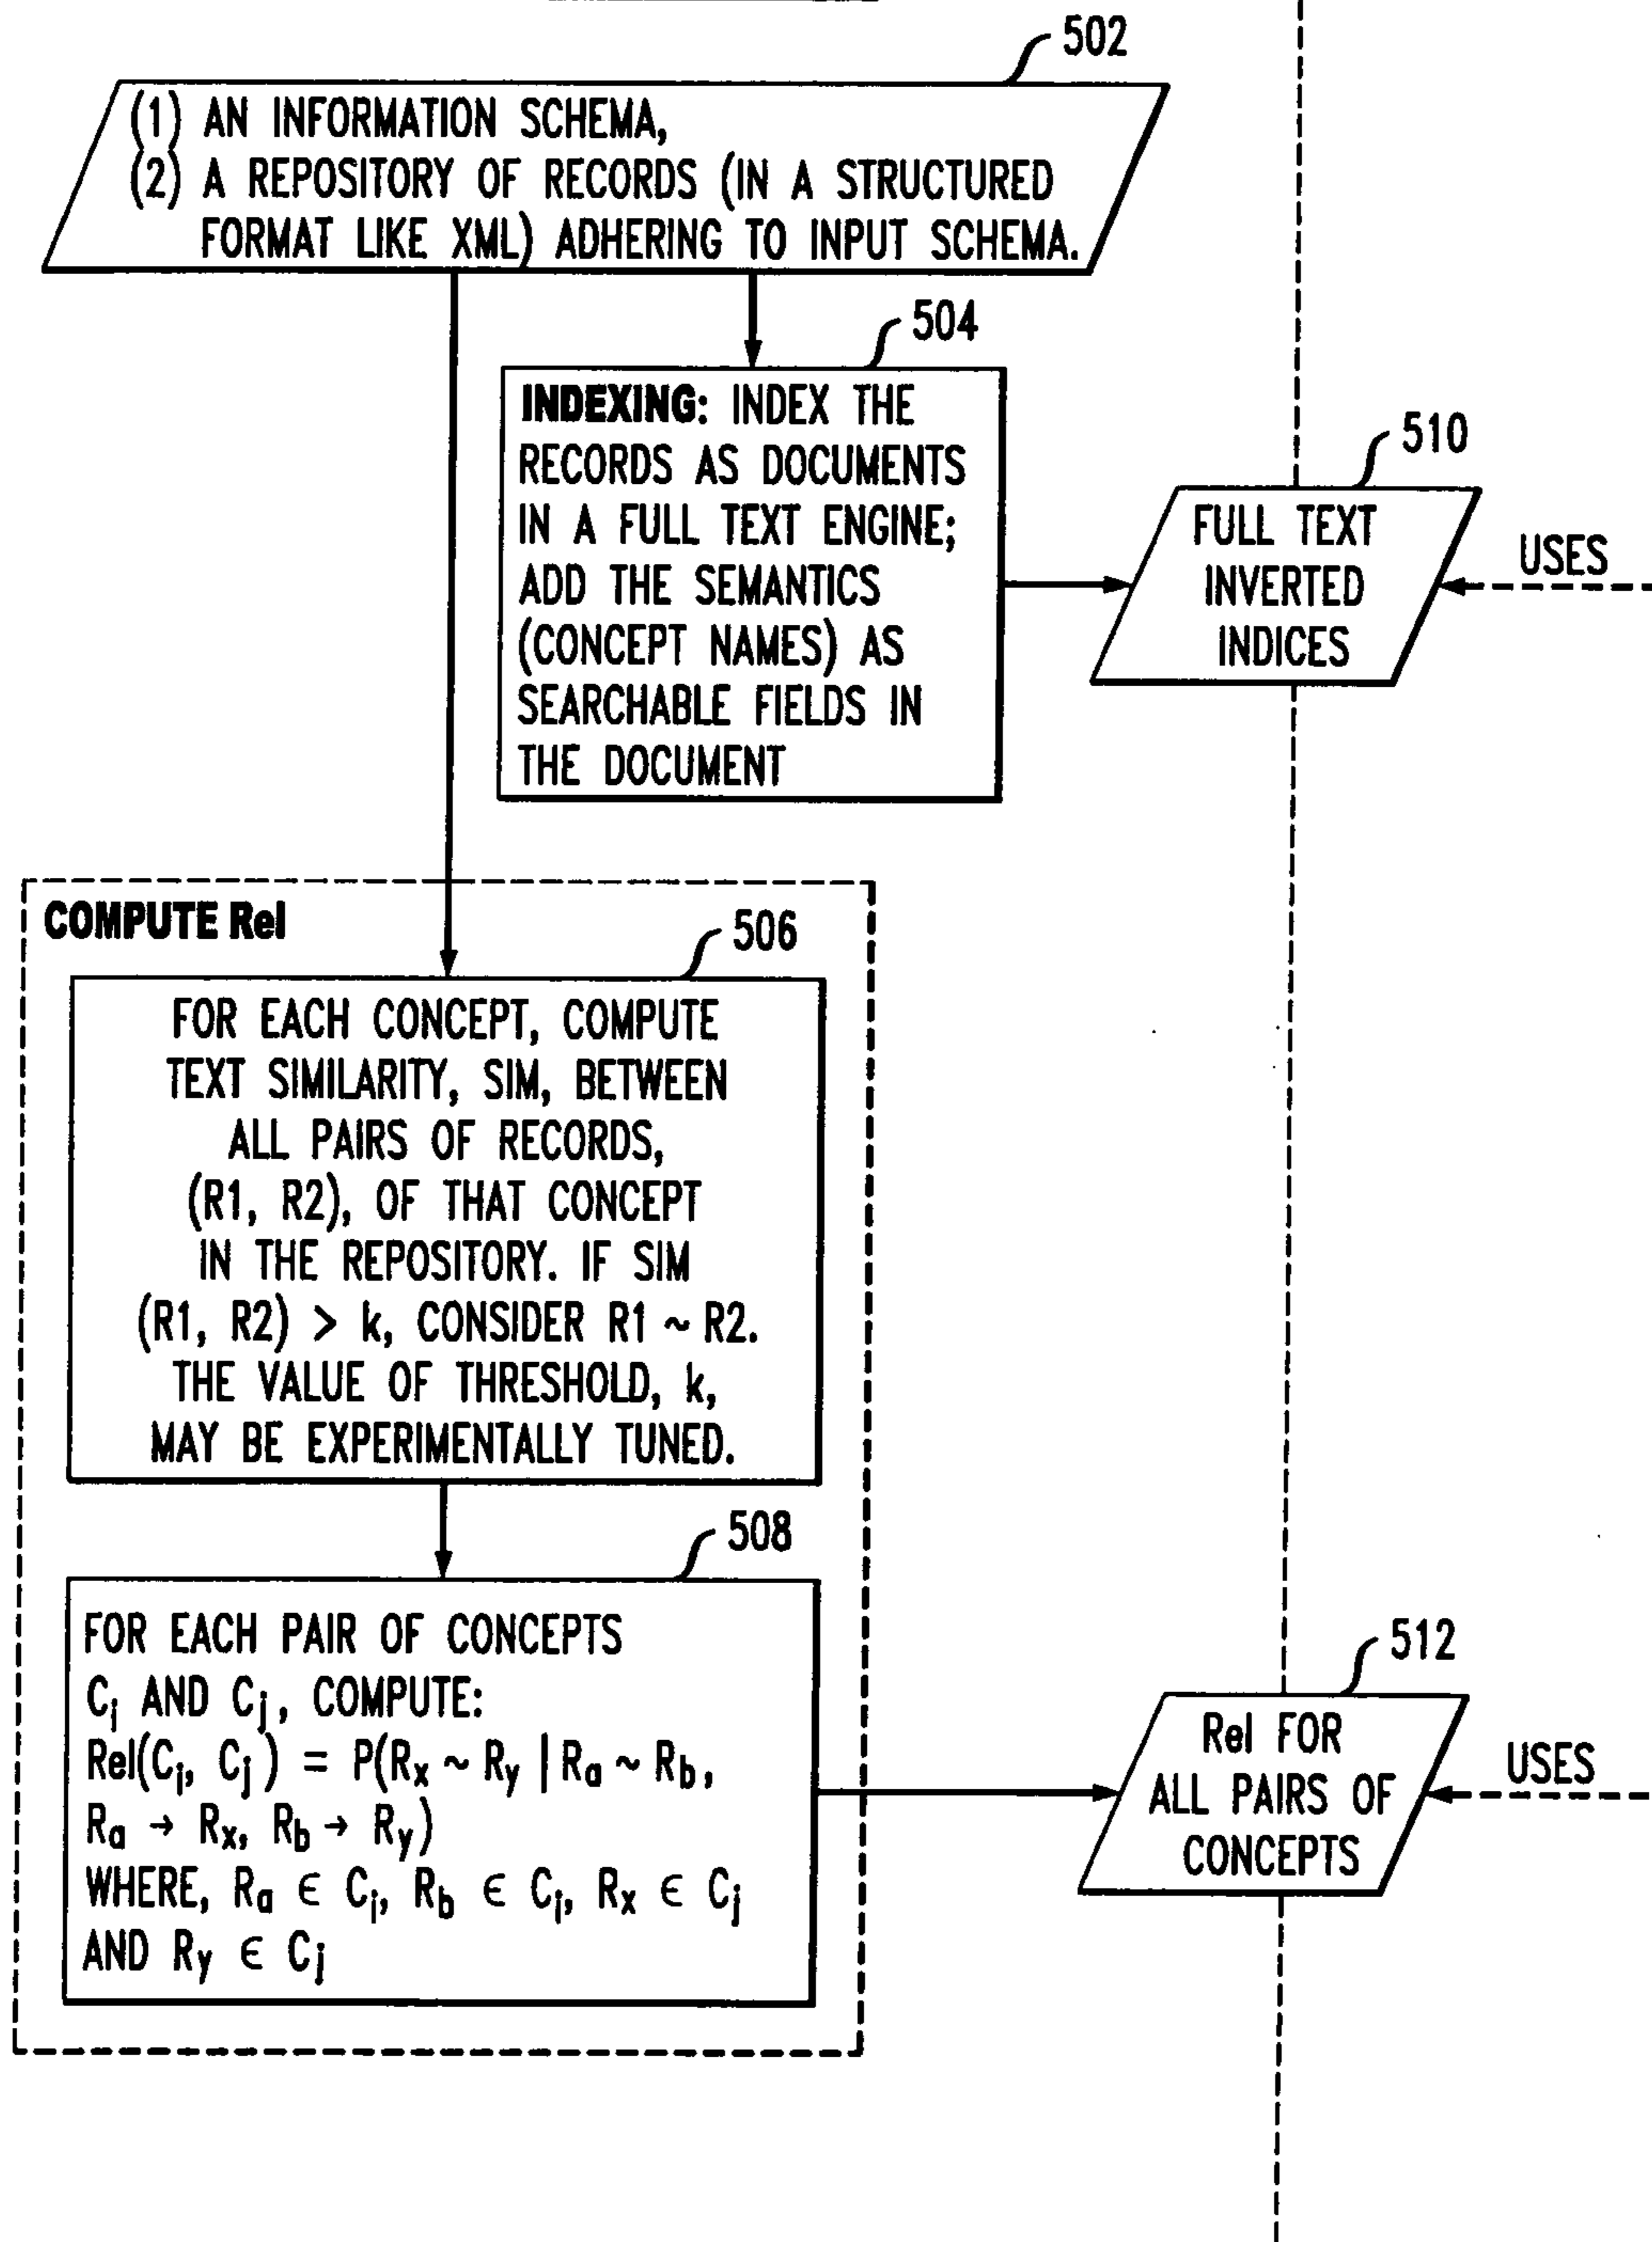 502
(1) AN INFORMATION SCHEMA,
(2) A REPOSITORY OF RECORDS (IN A STRUCTURED
FORMAT LIKE XML) ADHERING TO INPUT SCHEMA.
504
INDEXING: INDEX THE
RECORDS AS DOCUMENTS
IN A FULL TEXT ENGINE;
ADD THE SEMANTICS
(CONCEPT NAMES) AS
SEARCHABLE FIELDS IN
THE DOCUMENT
510
FULL TEXT
INVERTED
INDICES
USES
COMPUTE Rel
506
FOR EACH CONCEPT, COMPUTE
TEXT SIMILARITY, SIM, BETWEEN
ALL PAIRS OF RECORDS,
(R1, R2), OF THAT CONCEPT
IN THE REPOSITORY. IF SIM
(R1, R2) > k, CONSIDER R1 ~ R2.
THE VALUE OF THRESHOLD, k,
MAY BE EXPERIMENTALLY TUNED.
508
FOR EACH PAIR OF CONCEPTS
Ci AND Cj, COMPUTE:
Rel(Ci, Cj) = P(Rx ~ Ry | Ra ~ Rb,
Ra → Rx, Rb → Ry)
WHERE, Ra ∈ Ci, Rb ∈ Ci, Rx ∈ Cj
AND Ry ∈ Cj
512
Rel FOR
ALL PAIRS OF
CONCEPTS
USES